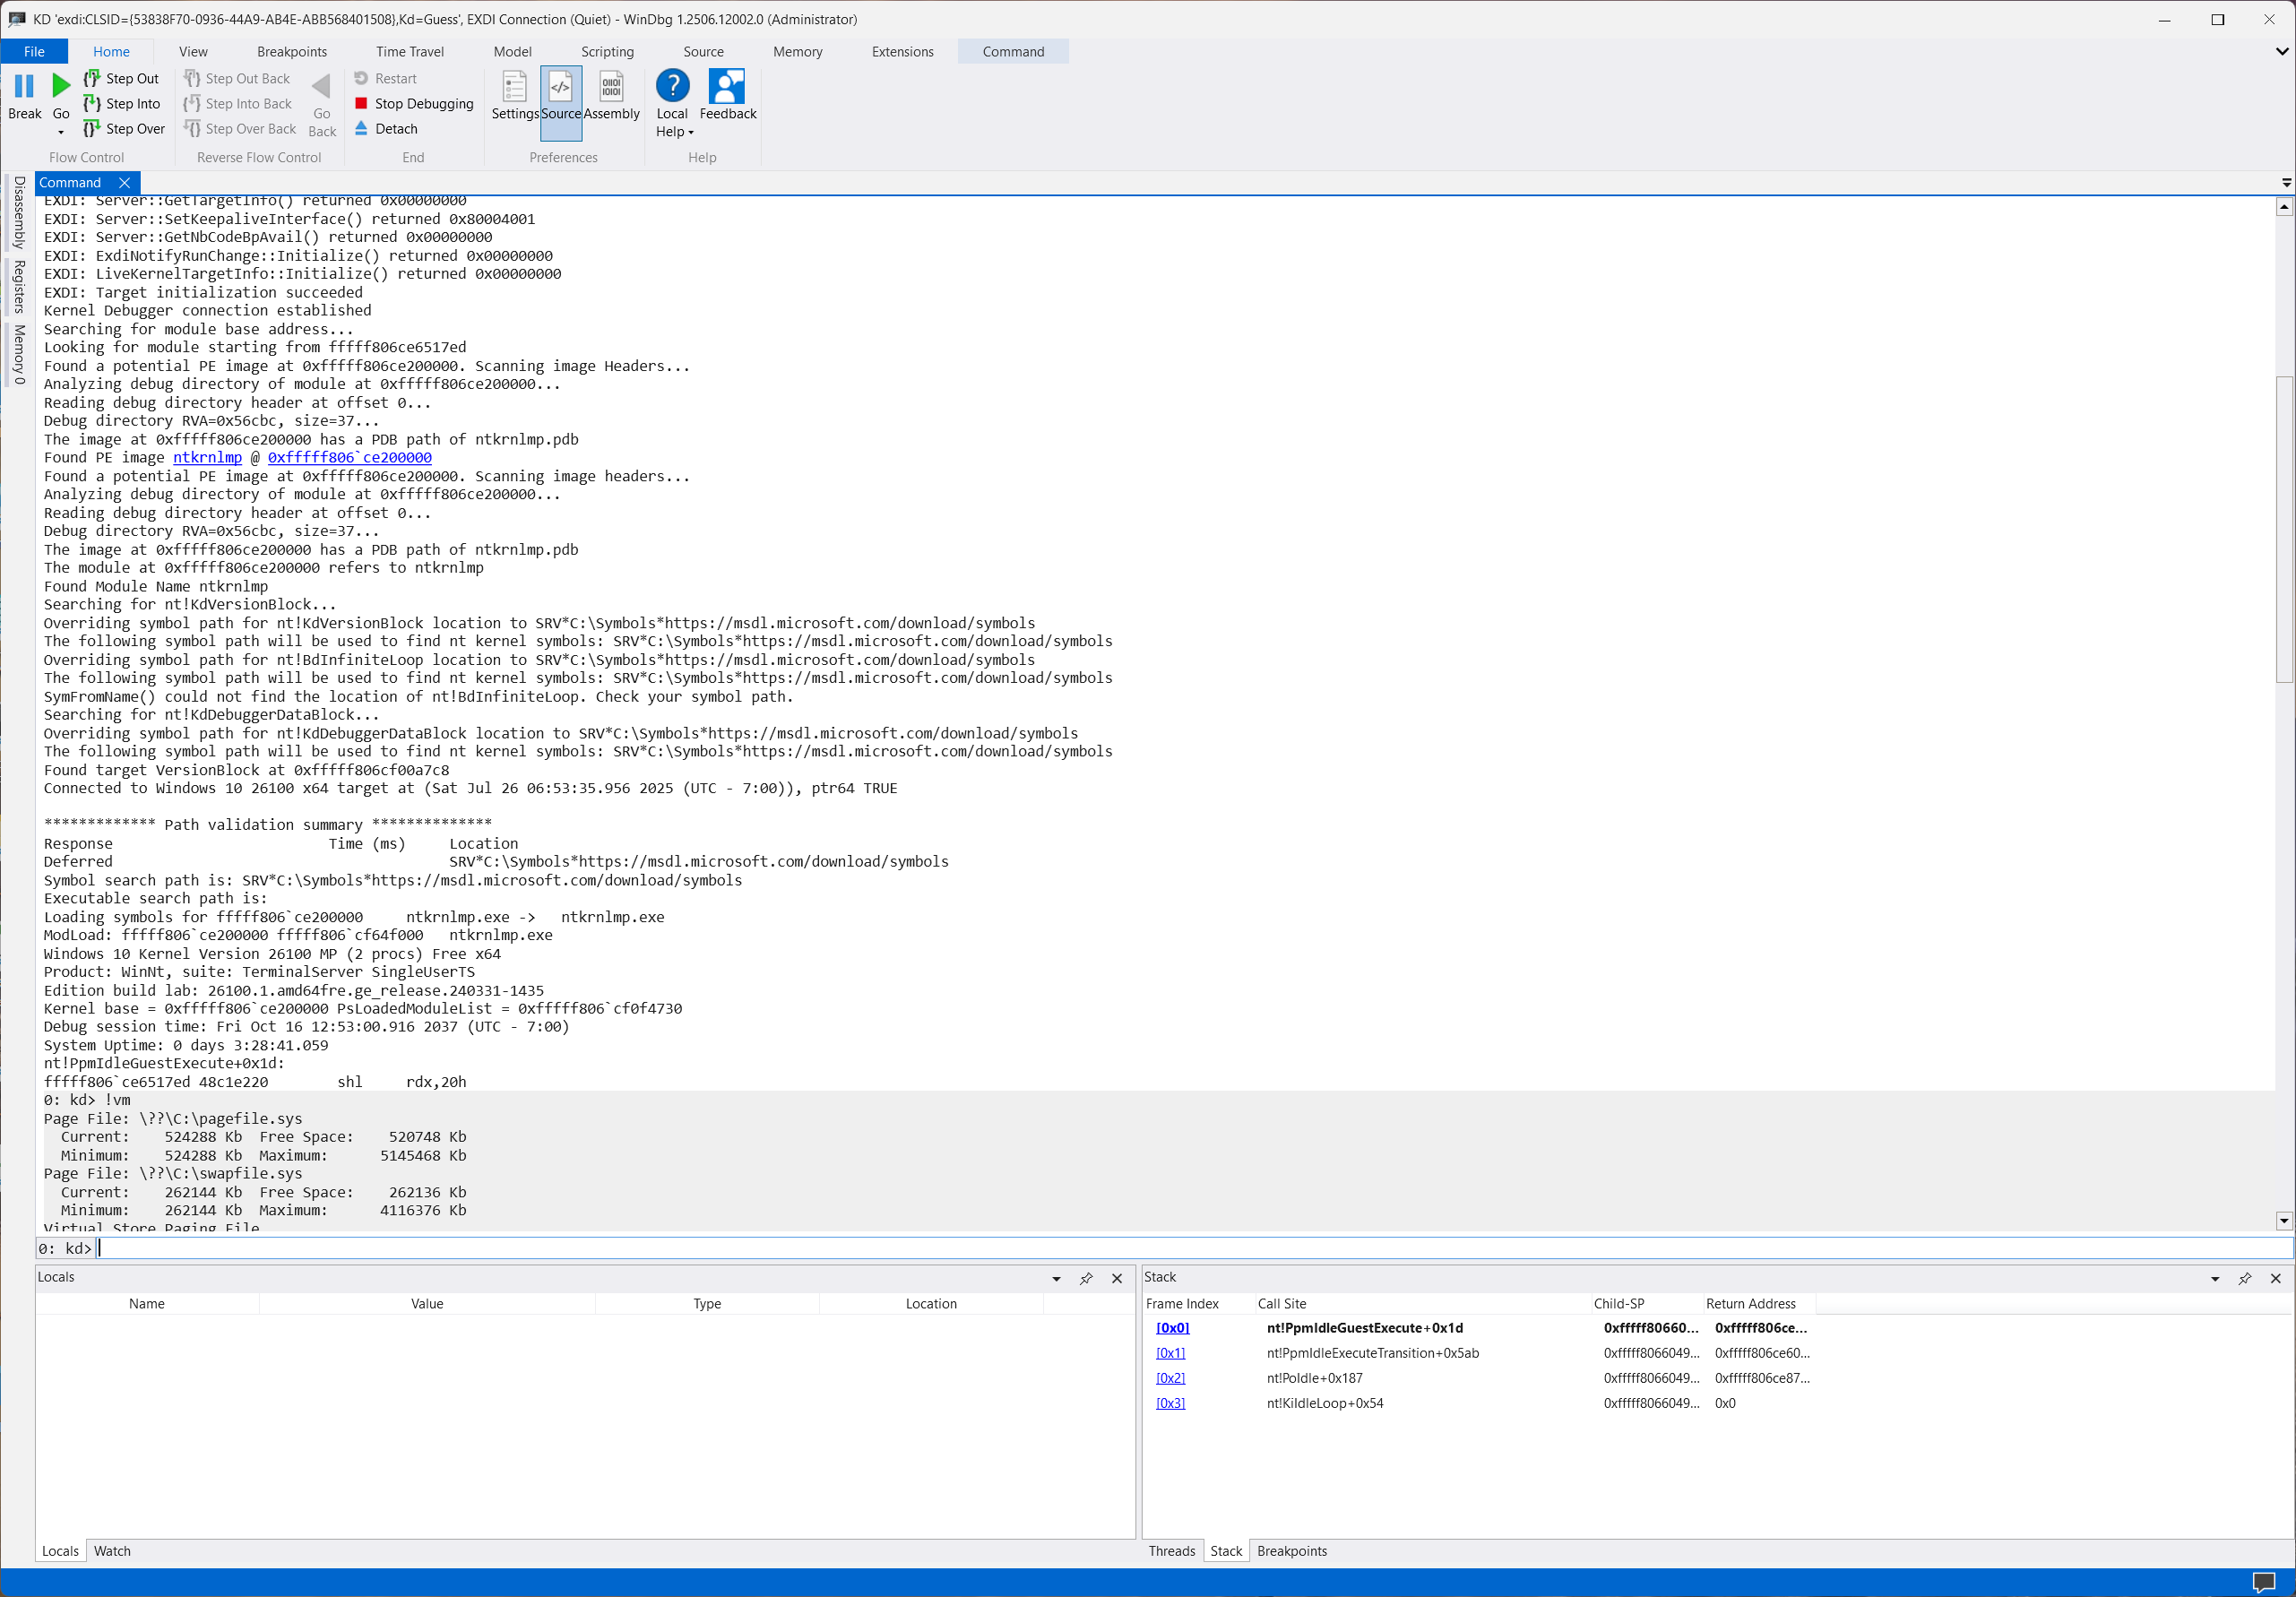 KD 'exdi:CLSID={53838F70-0936-44A9-AB4E-ABB568401508},Kd=Guess', EXDI Connection (Quiet) - WinDbg 1.2506.12002.0 (Administrator)
File Home View Breakpoints Time Travel Model Scripting Source Memory Extensions Command
Break
Go
Step Out
Step Into
Step Over
Flow Control
Step Out Back
Step Into Back
Step Over Back
Go Back
Reverse Flow Control
Restart
Stop Debugging
Detach
End
Settings Source Assembly
Preferences
Local Help
Feedback
Help
Disassembly
Registers
Memory 0
Command
EXDI: Server::GetTargetInfo() returned 0x00000000
EXDI: Server::SetKeepaliveInterface() returned 0x80004001
EXDI: Server::GetNbCodeBpAvail() returned 0x00000000
EXDI: ExdiNotifyRunChange::Initialize() returned 0x00000000
EXDI: LiveKernelTargetInfo::Initialize() returned 0x00000000
EXDI: Target initialization succeeded
Kernel Debugger connection established
Searching for module base address...
Looking for module starting from fffff806ce6517ed
Found a potential PE image at 0xfffff806ce200000. Scanning image Headers...
Analyzing debug directory of module at 0xfffff806ce200000...
Reading debug directory header at offset 0...
Debug directory RVA=0x56cbc, size=37...
The image at 0xfffff806ce200000 has a PDB path of ntkrnlmp.pdb
Found PE image ntkrnlmp @ 0xfffff806`ce200000
Found a potential PE image at 0xfffff806ce200000. Scanning image headers...
Analyzing debug directory of module at 0xfffff806ce200000...
Reading debug directory header at offset 0...
Debug directory RVA=0x56cbc, size=37...
The image at 0xfffff806ce200000 has a PDB path of ntkrnlmp.pdb
The module at 0xfffff806ce200000 refers to ntkrnlmp
Found Module Name ntkrnlmp
Searching for nt!KdVersionBlock...
Overriding symbol path for nt!KdVersionBlock location to SRV*C:\Symbols*https://msdl.microsoft.com/download/symbols
The following symbol path will be used to find nt kernel symbols: SRV*C:\Symbols*https://msdl.microsoft.com/download/symbols
Overriding symbol path for nt!BdInfiniteLoop location to SRV*C:\Symbols*https://msdl.microsoft.com/download/symbols
The following symbol path will be used to find nt kernel symbols: SRV*C:\Symbols*https://msdl.microsoft.com/download/symbols
SymFromName() could not find the location of nt!BdInfiniteLoop. Check your symbol path.
Searching for nt!KdDebuggerDataBlock...
Overriding symbol path for nt!KdDebuggerDataBlock location to SRV*C:\Symbols*https://msdl.microsoft.com/download/symbols
The following symbol path will be used to find nt kernel symbols: SRV*C:\Symbols*https://msdl.microsoft.com/download/symbols
Found target VersionBlock at 0xfffff806cf00a7c8
Connected to Windows 10 26100 x64 target at (Sat Jul 26 06:53:35.956 2025 (UTC - 7:00)), ptr64 TRUE
************* Path validation summary **************
Response Time (ms) Location
Deferred SRV*C:\Symbols*https://msdl.microsoft.com/download/symbols
Symbol search path is: SRV*C:\Symbols*https://msdl.microsoft.com/download/symbols
Executable search path is:
Loading symbols for fffff806`ce200000 ntkrnlmp.exe -> ntkrnlmp.exe
ModLoad: fffff806`ce200000 fffff806`cf64f000 ntkrnlmp.exe
Windows 10 Kernel Version 26100 MP (2 procs) Free x64
Product: WinNt, suite: TerminalServer SingleUserTS
Edition build lab: 26100.1.amd64fre.ge_release.240331-1435
Kernel base = 0xfffff806`ce200000 PsLoadedModuleList = 0xfffff806`cf0f4730
Debug session time: Fri Oct 16 12:53:00.916 2037 (UTC - 7:00)
System Uptime: 0 days 3:28:41.059
nt!PpmIdleGuestExecute+0x1d:
fffff806`ce6517ed 48c1e220 shl rdx,20h
0: kd> !vm
Page File: \??\C:\pagefile.sys
Current: 524288 Kb Free Space: 520748 Kb
Minimum: 524288 Kb Maximum: 5145468 Kb
Page File: \??\C:\swapfile.sys
Current: 262144 Kb Free Space: 262136 Kb
Minimum: 262144 Kb Maximum: 4116376 Kb
Virtual Store Paging File
0: kd>
Locals
Name Value Type Location
Locals Watch
Stack
Frame Index Call Site Child-SP Return Address
[0x0] nt!PpmIdleGuestExecute+0x1d 0xfffff80660... 0xfffff806ce...
[0x1] nt!PpmIdleExecuteTransition+0x5ab 0xfffff8066049... 0xfffff806ce60...
[0x2] nt!PoIdle+0x187 0xfffff8066049... 0xfffff806ce87...
[0x3] nt!KiIdleLoop+0x54 0xfffff8066049... 0x0
Threads Stack Breakpoints